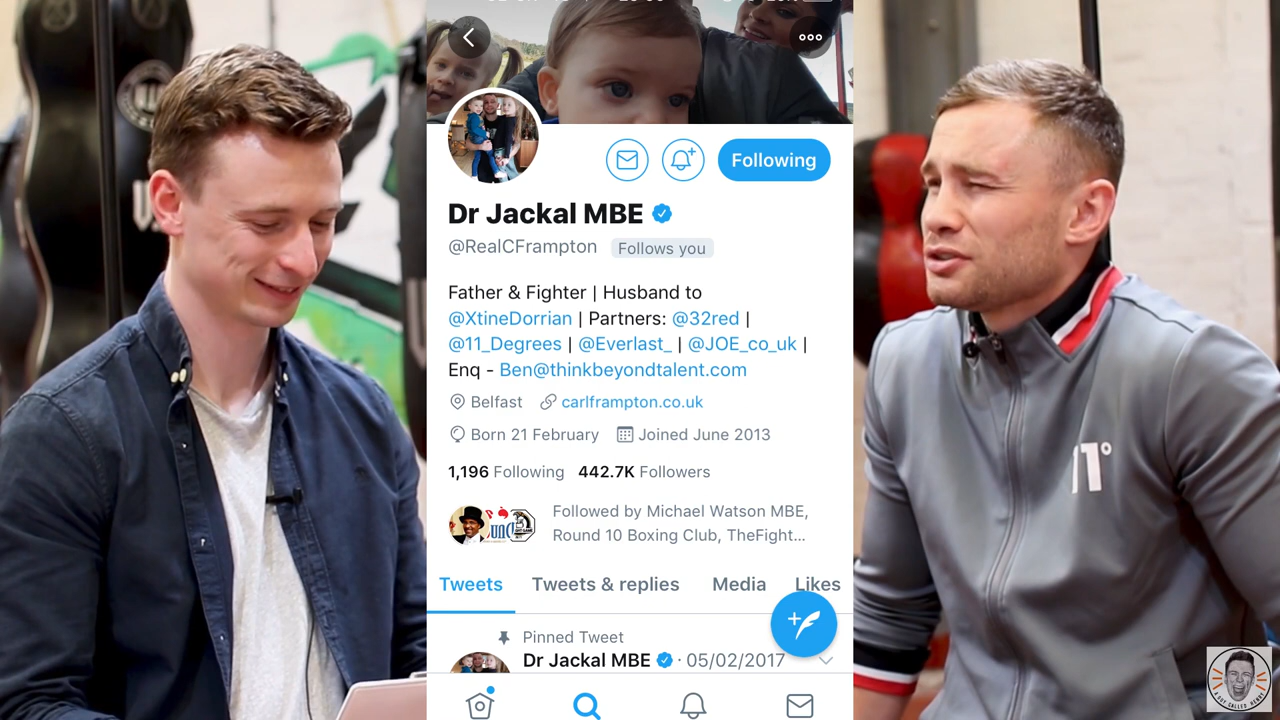 Following
Dr Jackal MBE
@RealCFrampton Follows you
Father & Fighter | Husband to
@XtineDorrian | Partners: @32red |
@11_Degrees | @Everlast_ | @JOE_co_uk |
Enq - Ben@thinkbeyondtalent.com
Belfast carlframpton.co.uk
Born 21 February Joined June 2013
1,196 Following 442.7K Followers
Followed by Michael Watson MBE,
Round 10 Boxing Club, TheFight...
Tweets Tweets & replies Media Likes
Pinned Tweet
Dr Jackal MBE · 05/02/2017
11°